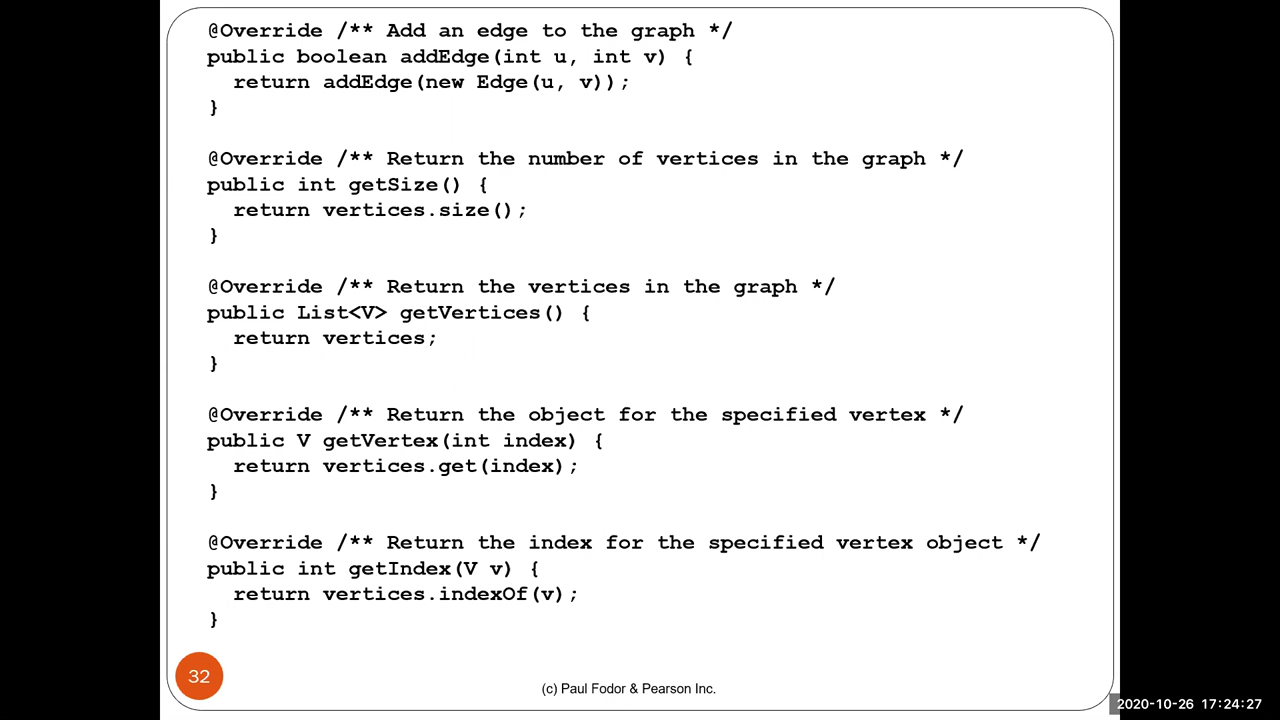 @Override /** Add an edge to the graph */
public boolean addEdge(int u, int v) {
  return addEdge(new Edge(u, v));
}
@Override /** Return the number of vertices in the graph */
public int getSize() {
  return vertices.size();
}
@Override /** Return the vertices in the graph */
public List<V> getVertices() {
  return vertices;
}
@Override /** Return the object for the specified vertex */
public V getVertex(int index) {
  return vertices.get(index);
}
@Override /** Return the index for the specified vertex object */
public int getIndex(V v) {
  return vertices.indexOf(v);
}
32
(c) Paul Fodor & Pearson Inc.
2020-10-26 17:24:27